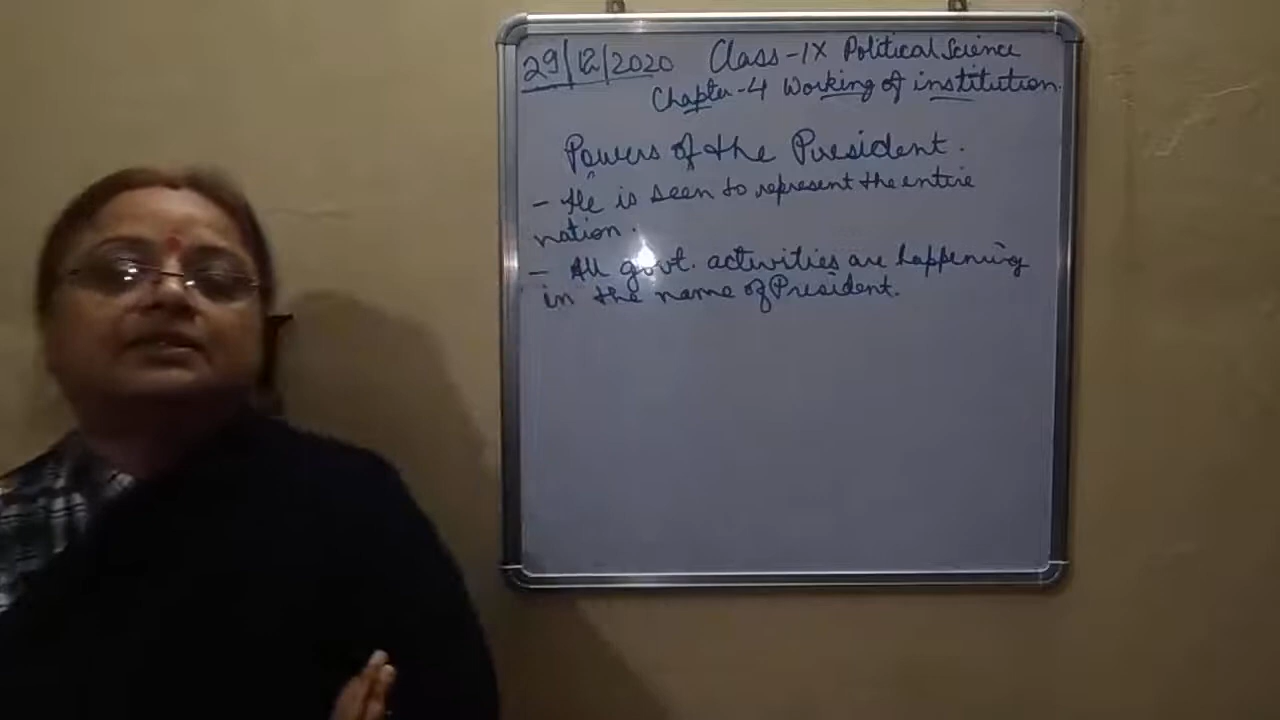 29/12/2020 Class-IX Political Science
Chapter-4 Working of institution.
Powers of the President.
- He is seen to represent the entire
nation.
- All govt. activities are happening
in the name of President.